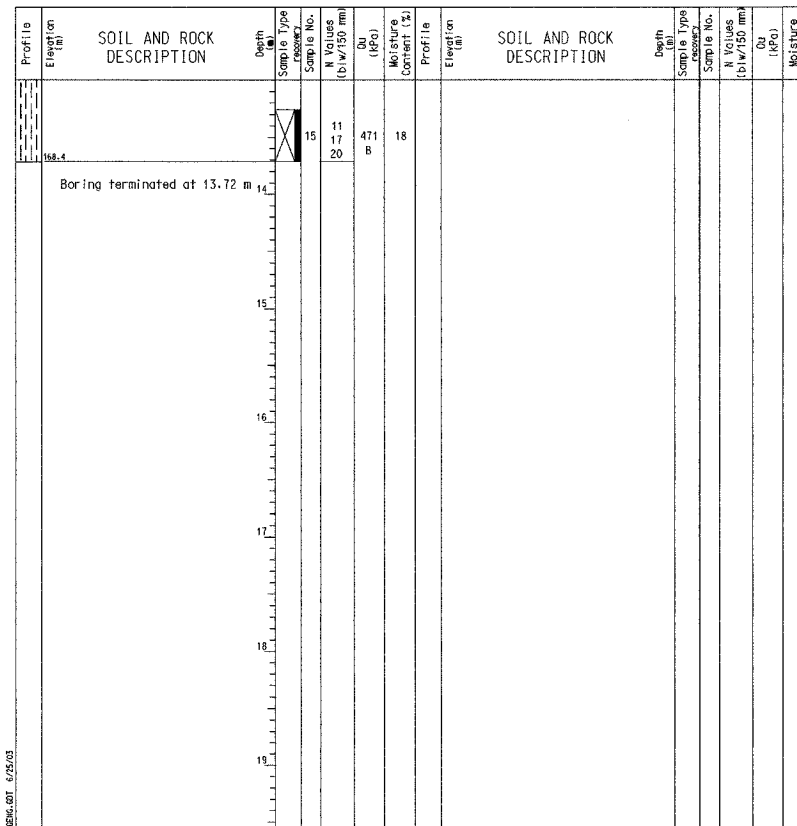 Profile
Elevation (m)
SOIL AND ROCK
DESCRIPTION
Depth (m)
Sample Type
recovery
Sample No.
N Values
(blw/150 mm)
Qu
(kPa)
Moisture
Content (%)
Profile
Elevation
(m)
SOIL AND ROCK
DESCRIPTION
Depth
(m)
Sample Type
recovery
Sample No.
N Values
(blw/150 mm)
Qu
(kPa)
Moisture
15
11
17
20
471
B
18
168.4
Boring terminated at 13.72 m
14
15
16
17
18
19
GENG.GDT 6/25/03